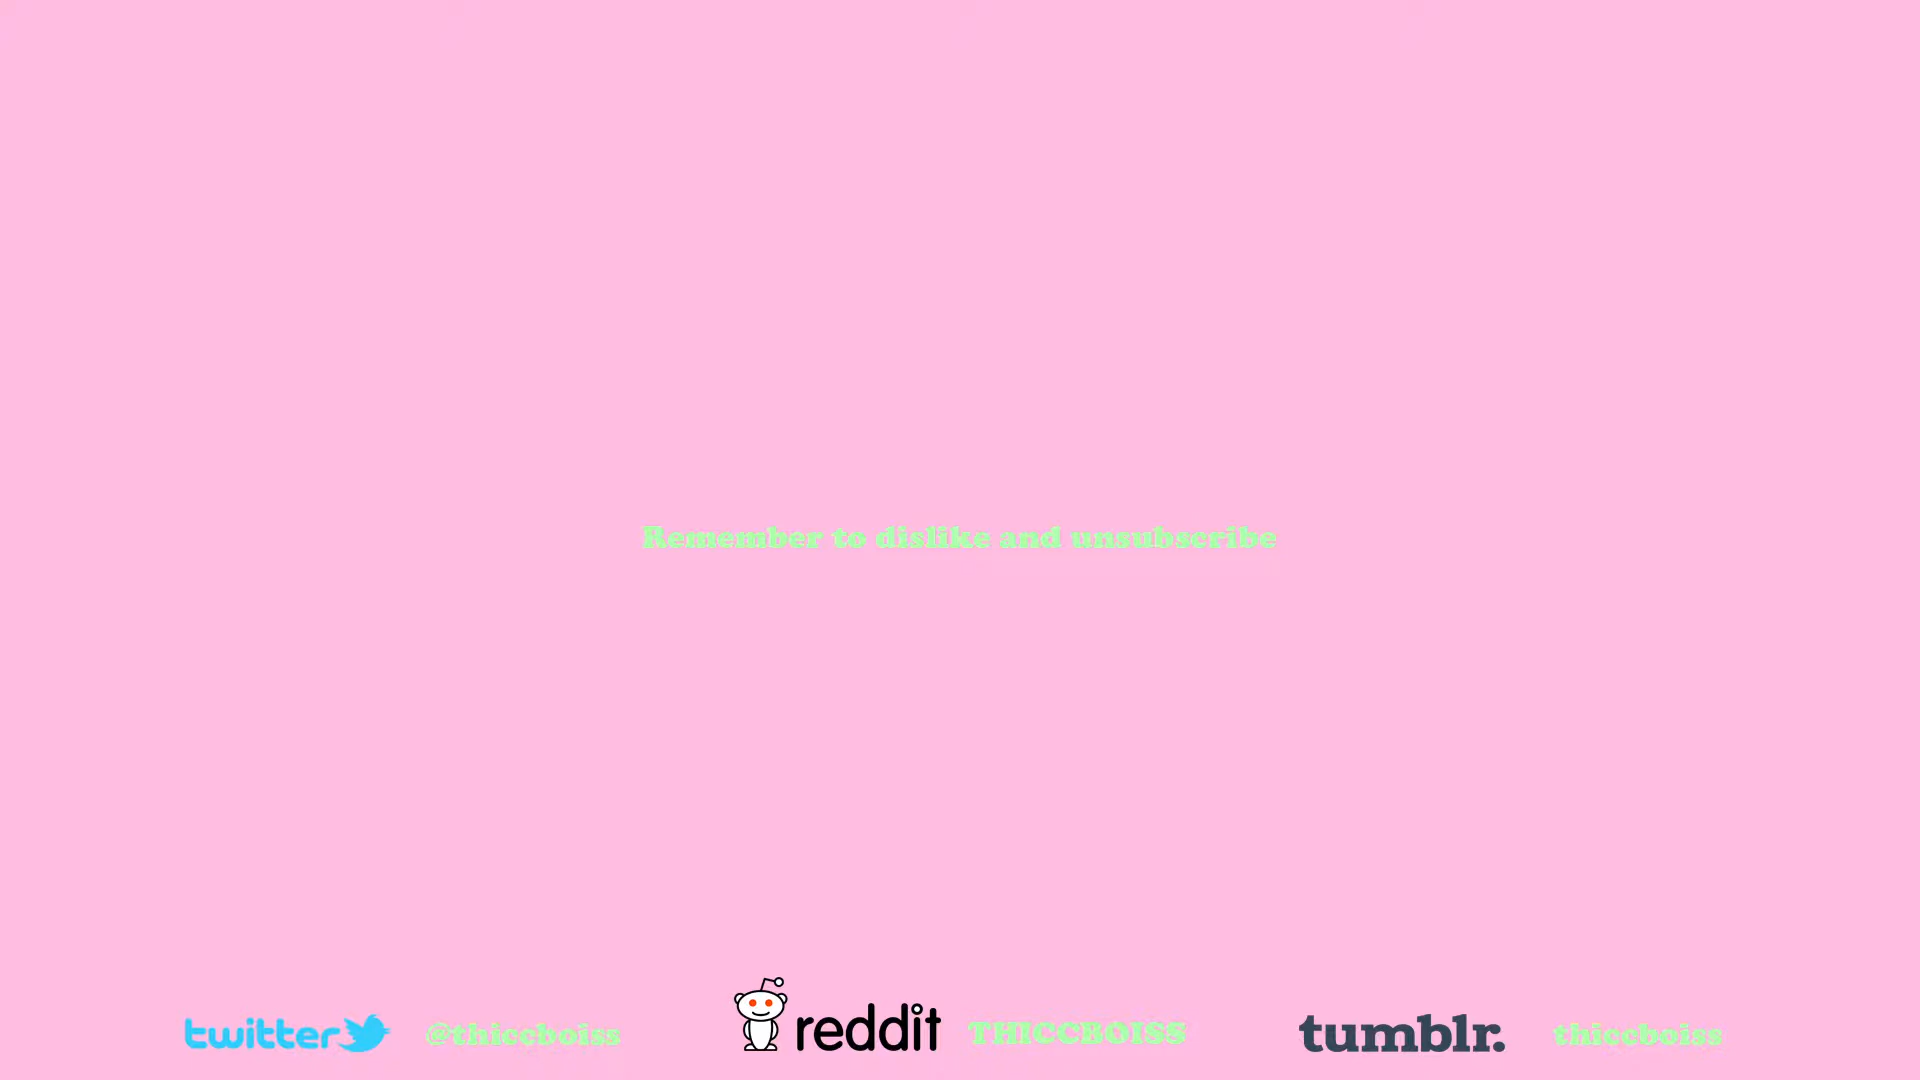 Remember to dislike and unsubscribe
twitter @thiccboiss reddit THICCBOISS tumblr. thiccboiss